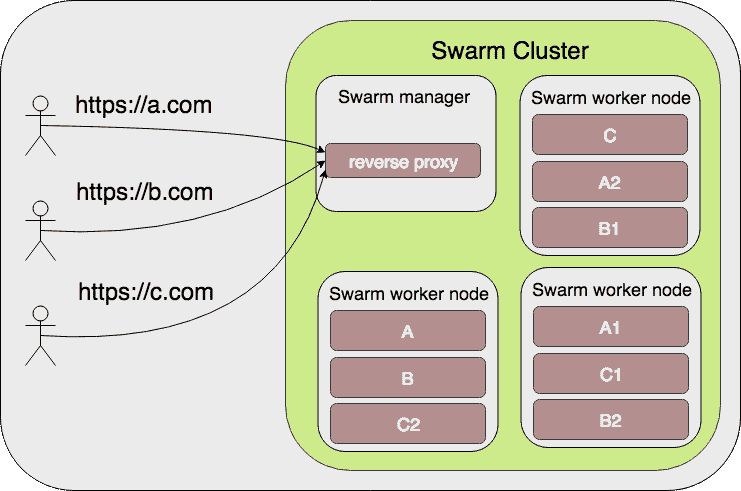 Swarm Cluster
https://a.com
https://b.com
https://c.com
Swarm manager
reverse proxy
Swarm worker node
C
A2
B1
Swarm worker node
A
B
C2
Swarm worker node
A1
C1
B2